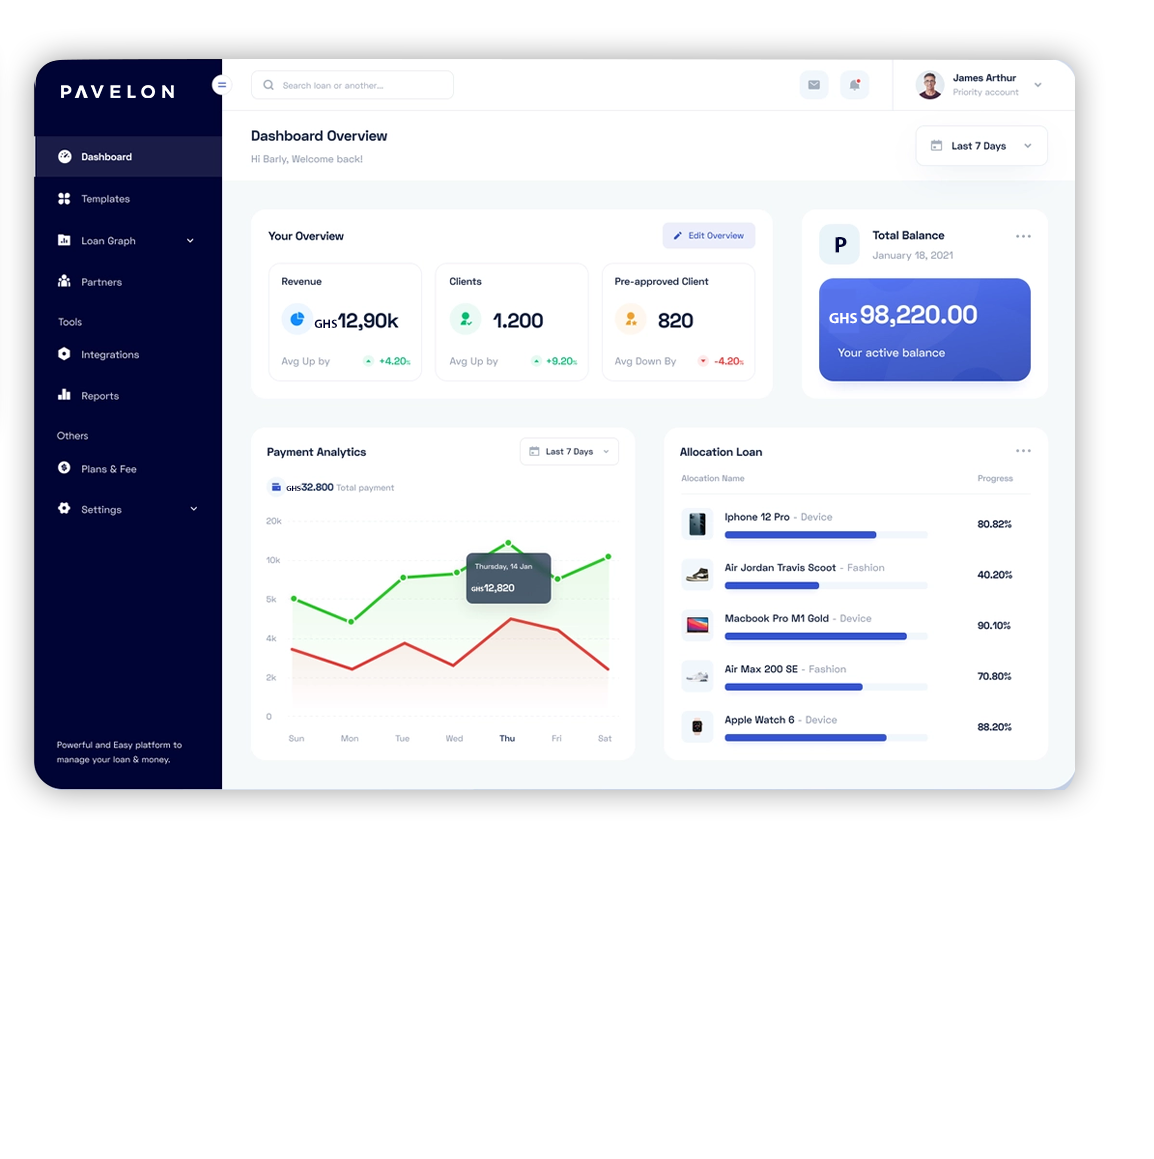 PAVELON
Search loan or another...
James Arthur
Priority account
Dashboard
Templates
Loan Graph
Partners
Tools
Integrations
Reports
Others
Plans & Fee
Settings
Powerful and Easy platform to
manage your loan & money.
Dashboard Overview
Hi Barly, Welcome back!
Last 7 Days
Your Overview
Edit Overview
Revenue
GHS12,90k
Avg Up by
+4.20%
Clients
1.200
Avg Up by
+9.20%
Pre-approved Client
820
Avg Down By
-4.20%
P
Total Balance
January 18, 2021
GHS 98,220.00
Your active balance
Payment Analytics
Last 7 Days
GHS32.800 Total payment
20k
10k
5k
4k
2k
0
Thursday, 14 Jan
GHS12,820
Sun Mon Tue Wed Thu Fri Sat
Allocation Loan
Alocation Name Progress
Iphone 12 Pro - Device
80.82%
Air Jordan Travis Scoot - Fashion
40.20%
Macbook Pro M1 Gold - Device
90.10%
Air Max 200 SE - Fashion
70.80%
Apple Watch 6 - Device
88.20%